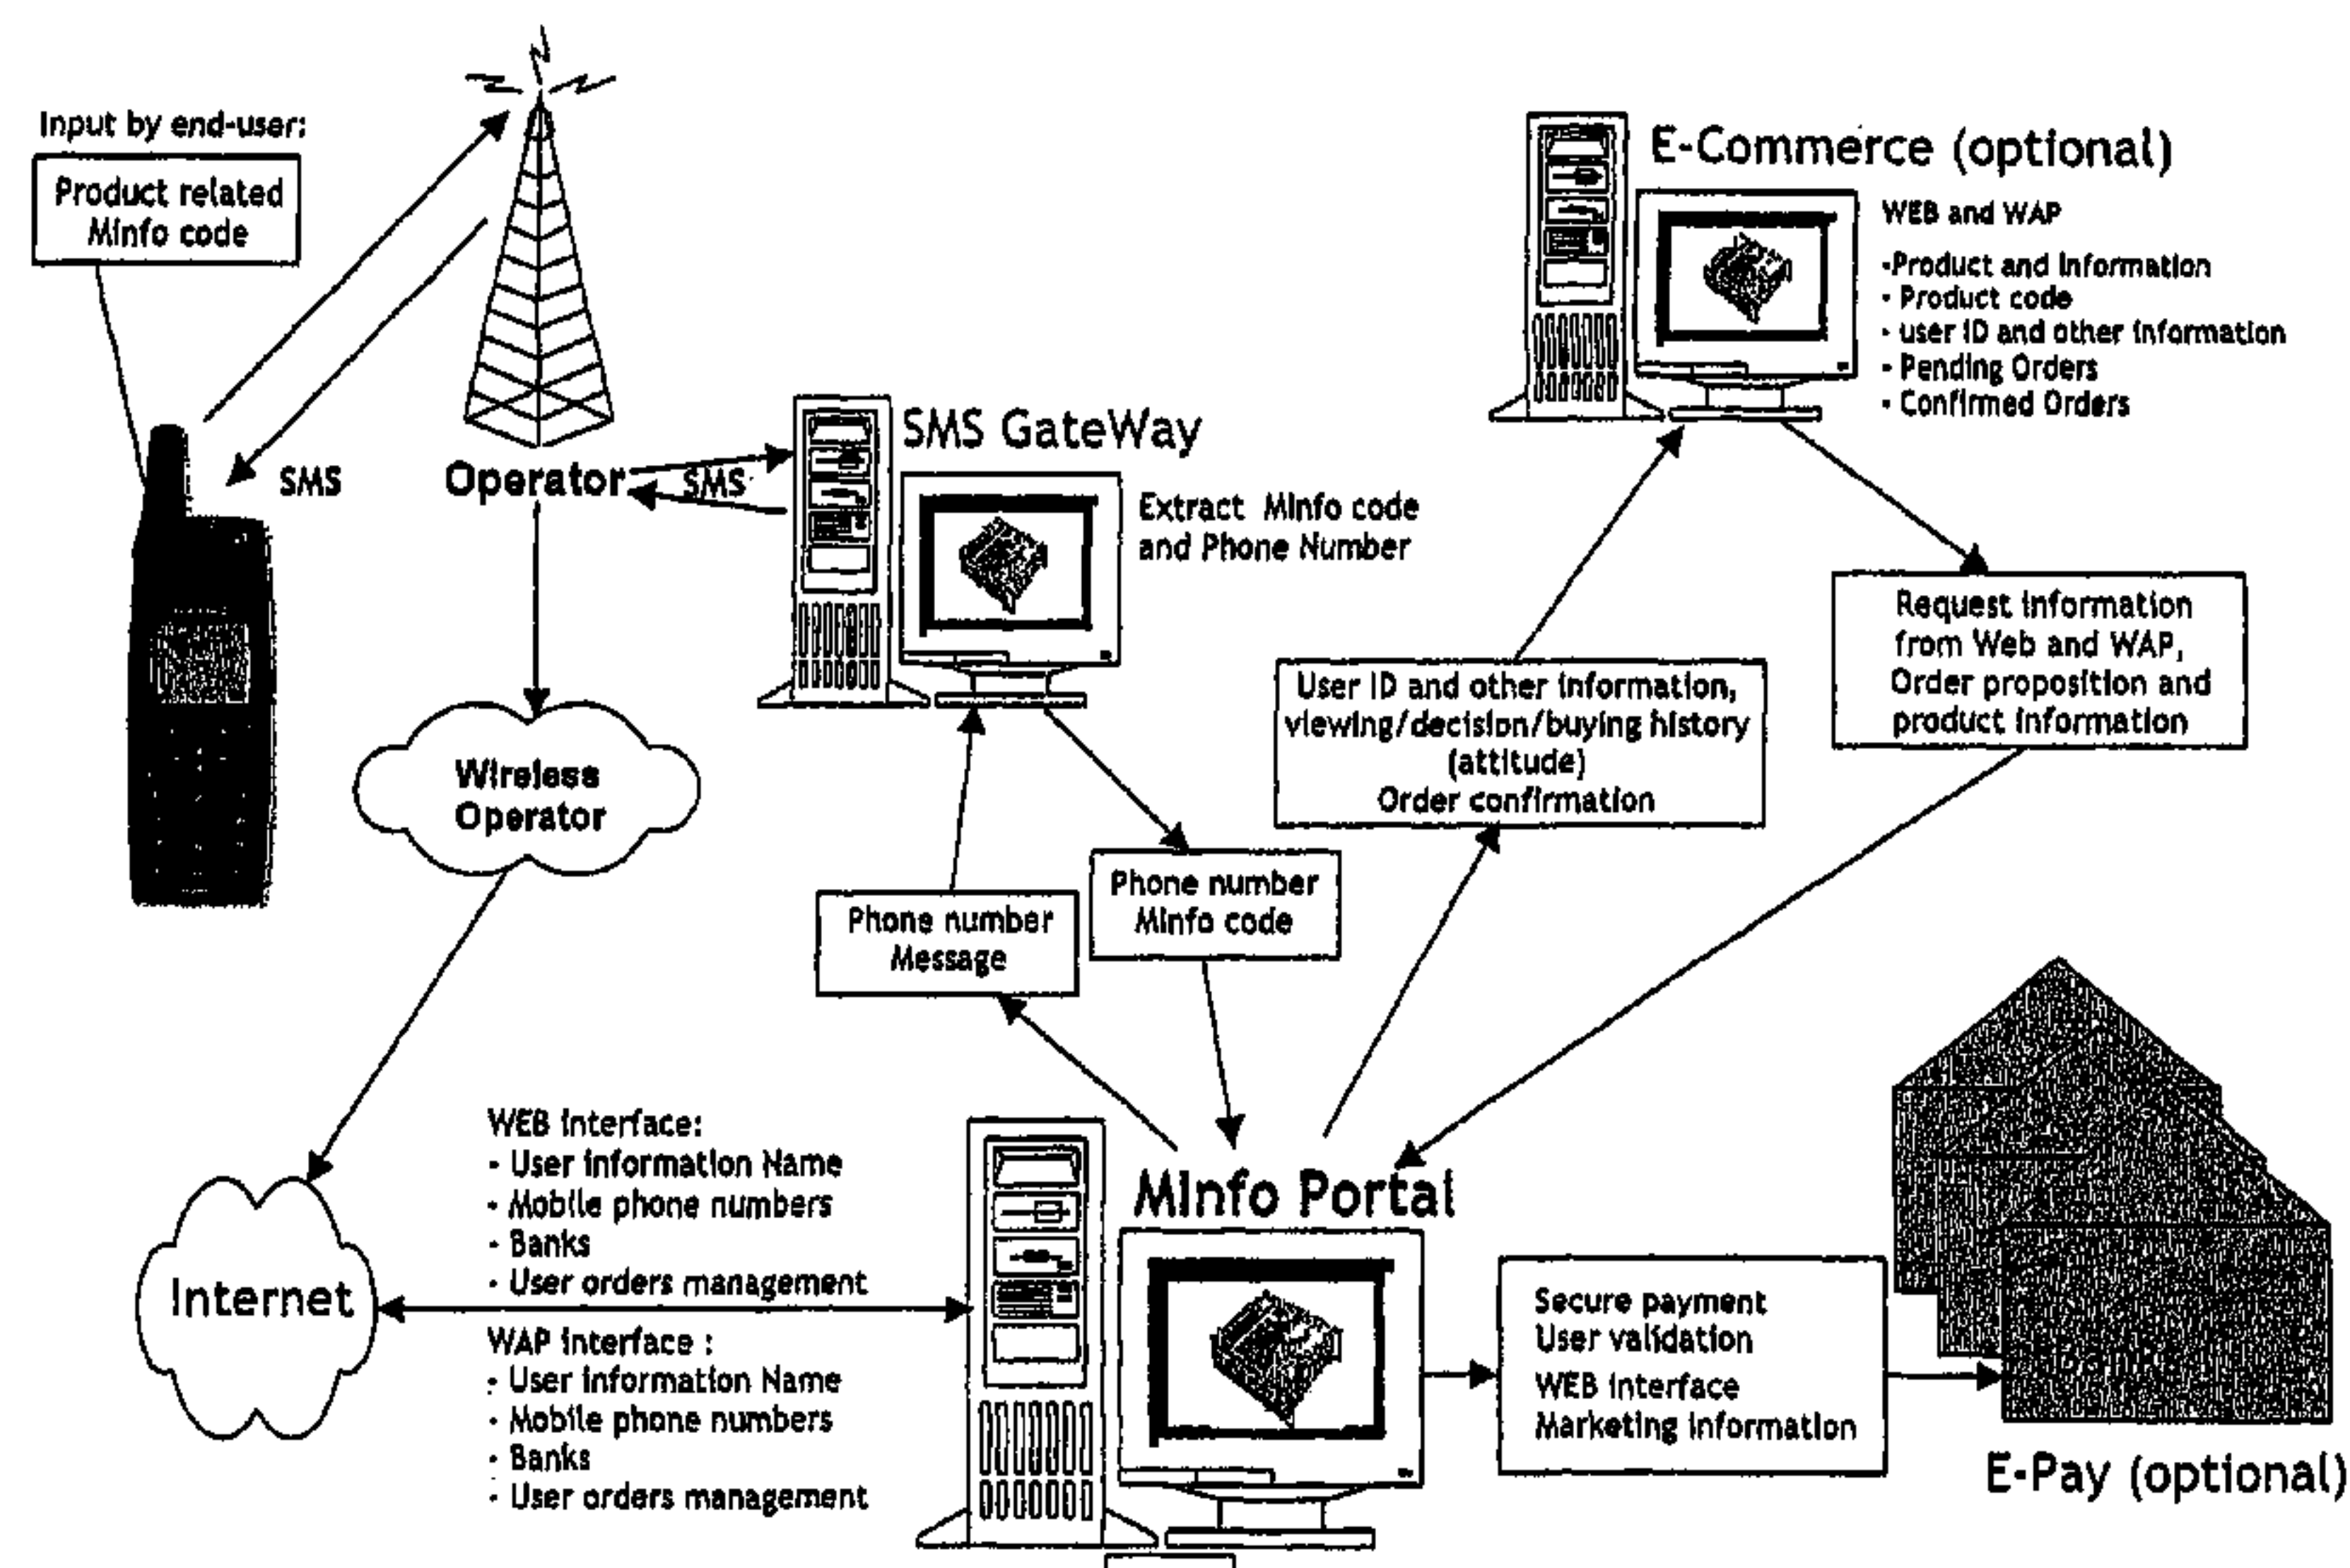 Input by end-user:
Product related
Minfo code
SMS
Operator
SMS
SMS GateWay
Extract Minfo code
and Phone Number
E-Commerce (optional)
WEB and WAP
-Product and information
- Product code
- user ID and other information
- Pending Orders
- Confirmed Orders
Request information
from Web and WAP,
Order proposition and
product information
User ID and other information,
viewing/decision/buying history
(attitude)
Order confirmation
Wireless
Operator
Phone number
Message
Phone number
Minfo code
Internet
WEB interface:
- User information Name
- Mobile phone numbers
- Banks
- User orders management
WAP interface :
- User information Name
- Mobile phone numbers
- Banks
- User orders management
Minfo Portal
Secure payment
User validation
WEB interface
Marketing information
E-Pay (optional)